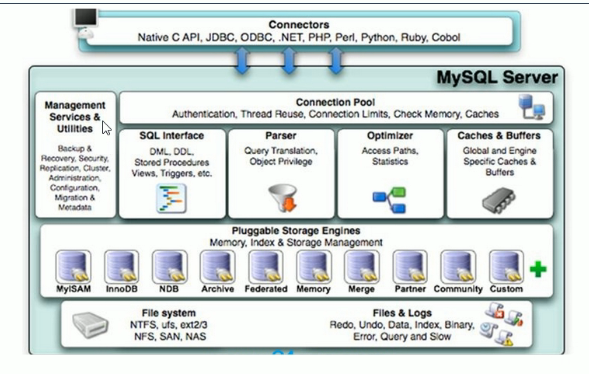 Connectors
Native C API, JDBC, ODBC, .NET, PHP, Perl, Python, Ruby, Cobol
MySQL Server
Management
Services &
Utilities
Backup &
Recovery, Security,
Replication, Cluster,
Administration,
Configuration,
Migration &
Metadata
Connection Pool
Authentication, Thread Reuse, Connection Limits, Check Memory, Caches
SQL Interface
DML, DDL,
Stored Procedures
Views, Triggers, etc.
Parser
Query Translation,
Object Privilege
Optimizer
Access Paths,
Statistics
Caches & Buffers
Global and Engine
Specific Caches &
Buffers
Pluggable Storage Engines
Memory, Index & Storage Management
MyISAM InnoDB NDB Archive Federated Memory Merge Partner Community Custom
File system
NTFS, ufs, ext2/3
NFS, SAN, NAS
Files & Logs
Redo, Undo, Data, Index, Binary,
Error, Query and Slow